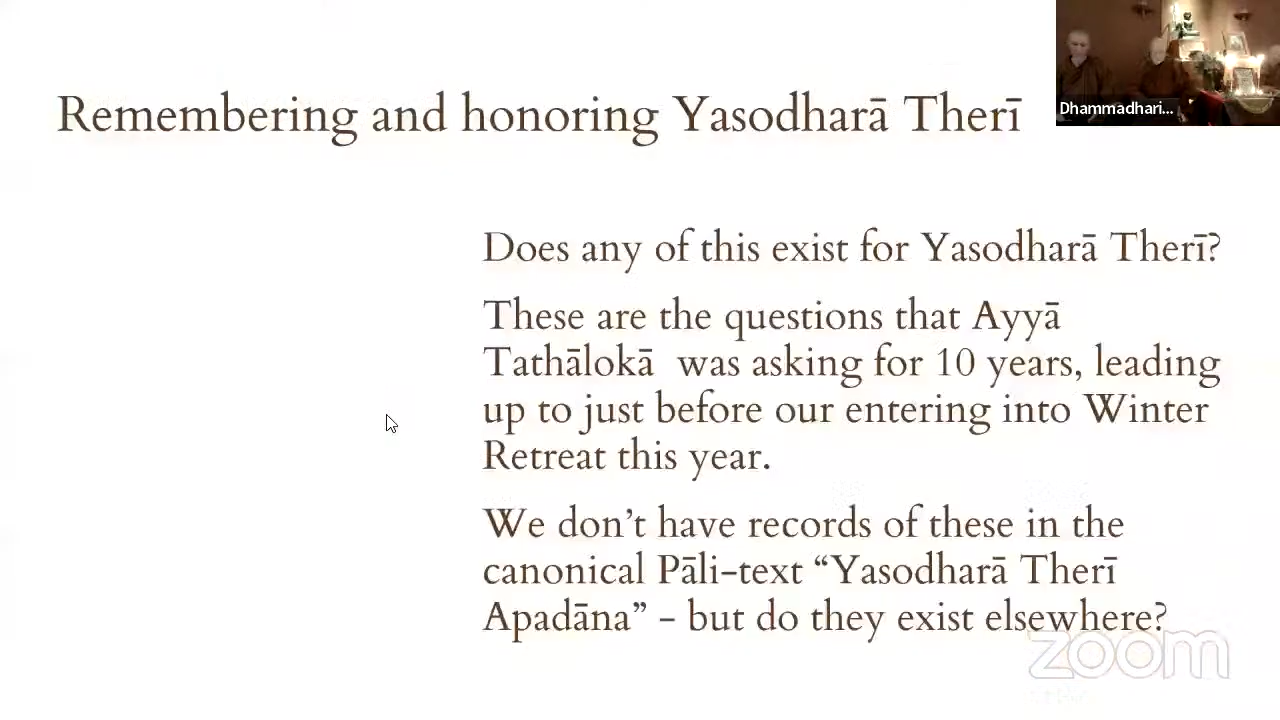 Remembering and honoring Yasodharā Therī
Dhammadhari...
Does any of this exist for Yasodharā Therī?
These are the questions that Ayyā
Tathālokā was asking for 10 years, leading
up to just before our entering into Winter
Retreat this year.
We don’t have records of these in the
canonical Pāli-text “Yasodharā Therī
Apadāna” - but do they exist elsewhere?
zoom